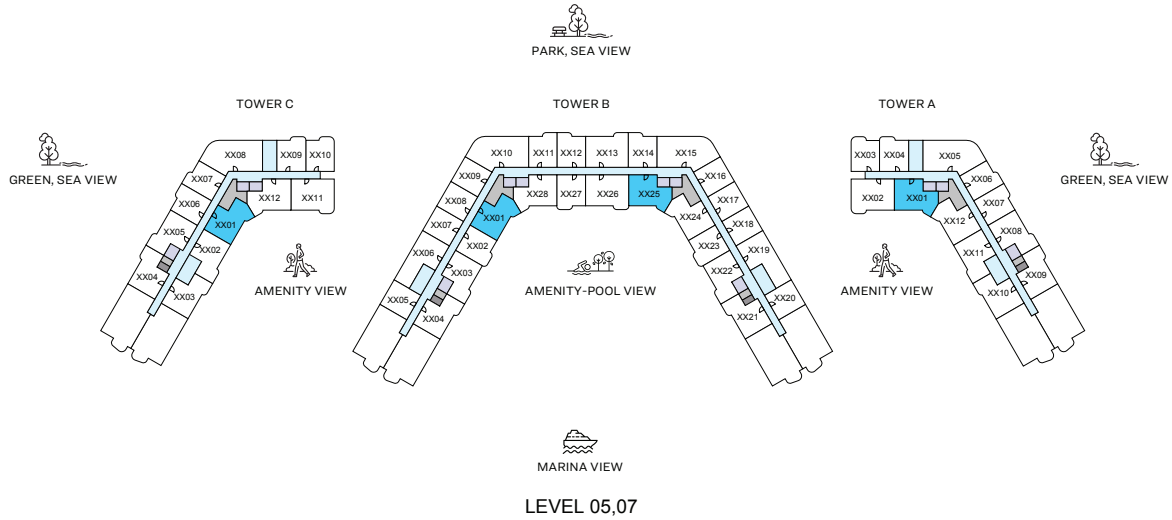 PARK, SEA VIEW
TOWER C
TOWER B
TOWER A
GREEN, SEA VIEW
GREEN, SEA VIEW
XX08
XX09
XX10
XX07
XX06
XX05
XX04
XX01
XX02
XX03
XX12
XX11
AMENITY VIEW
XX10
XX11
XX12
XX13
XX14
XX15
XX09
XX08
XX07
XX06
XX05
XX28
XX27
XX26
XX25
XX01
XX02
XX03
XX04
XX16
XX17
XX18
XX19
XX20
XX24
XX23
XX22
XX21
AMENITY-POOL VIEW
XX03
XX04
XX05
XX02
XX01
XX06
XX07
XX08
XX09
XX12
XX11
XX10
AMENITY VIEW
MARINA VIEW
LEVEL 05,07